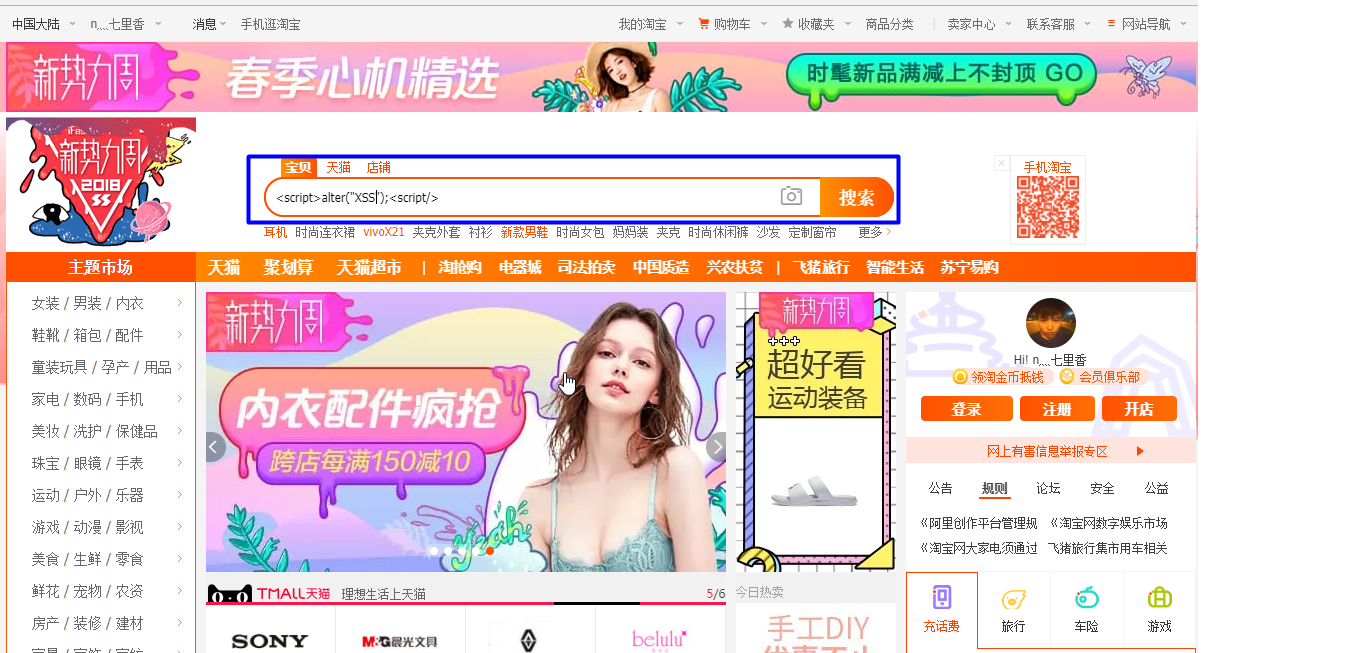 中国大陆 n灬七里香 消息 手机逛淘宝 我的淘宝 购物车 收藏夹 商品分类 卖家中心 联系客服 网站导航
新势力周 春季心机精选 时髦新品满减上不封顶 GO
iFas
新势力周
2018
SS
宝贝 天猫 店铺
<script>alter("XSS");<script/> 搜索
耳机 时尚连衣裙 vivoX21 夹克外套 衬衫 新款男鞋 时尚女包 妈妈装 夹克 时尚休闲裤 沙发 定制窗帘 更多
手机淘宝
主题市场 天猫 聚划算 天猫超市 | 淘抢购 电器城 司法拍卖 中国质造 兴农扶贫 | 飞猪旅行 智能生活 苏宁易购
女装 / 男装 / 内衣
鞋靴 / 箱包 / 配件
童装玩具 / 孕产 / 用品
家电 / 数码 / 手机
美妆 / 洗护 / 保健品
珠宝 / 眼镜 / 手表
运动 / 户外 / 乐器
游戏 / 动漫 / 影视
美食 / 生鲜 / 零食
鲜花 / 宠物 / 农资
房产 / 装修 / 建材
新势力周
内衣配件疯抢
跨店每满150减10
yeah
TMALL天猫 理想生活上天猫 5/6
SONY M&G晨光文具 belulu
新势力周
超好看
运动装备
今日热卖
手工DIY
Hi! n灬七里香
领淘金币抵钱 会员俱乐部
登录 注册 开店
网上有害信息举报专区
公告 规则 论坛 安全 公益
《阿里创作平台管理规 《淘宝网数字娱乐市场
《淘宝网大家电须通过 飞猪旅行集市用车相关
充话费 旅行 车险 游戏